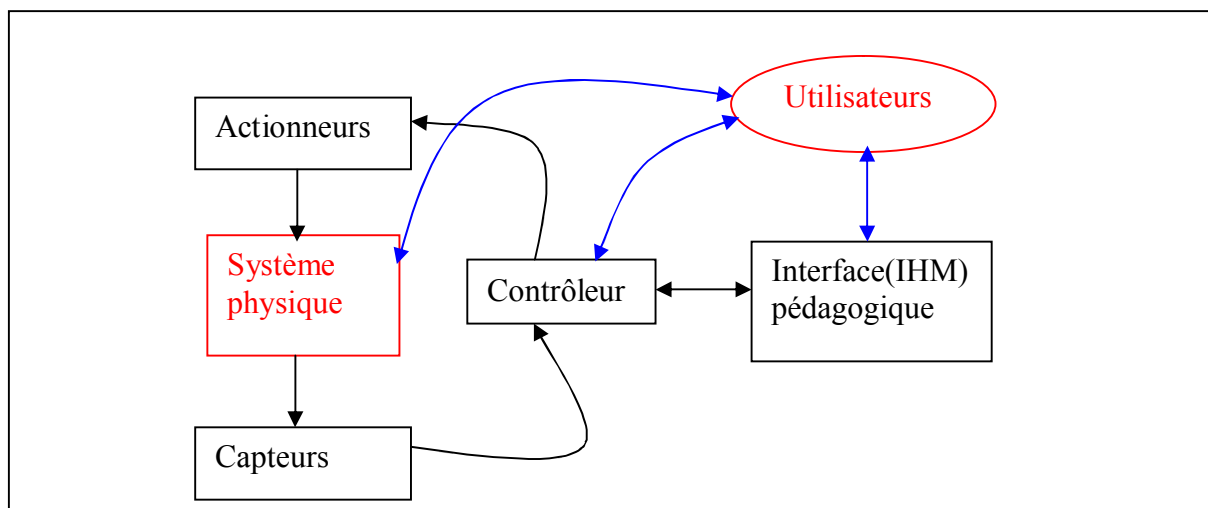 Utilisateurs
Actionneurs
Système
physique
Contrôleur
Interface(IHM)
pédagogique
Capteurs